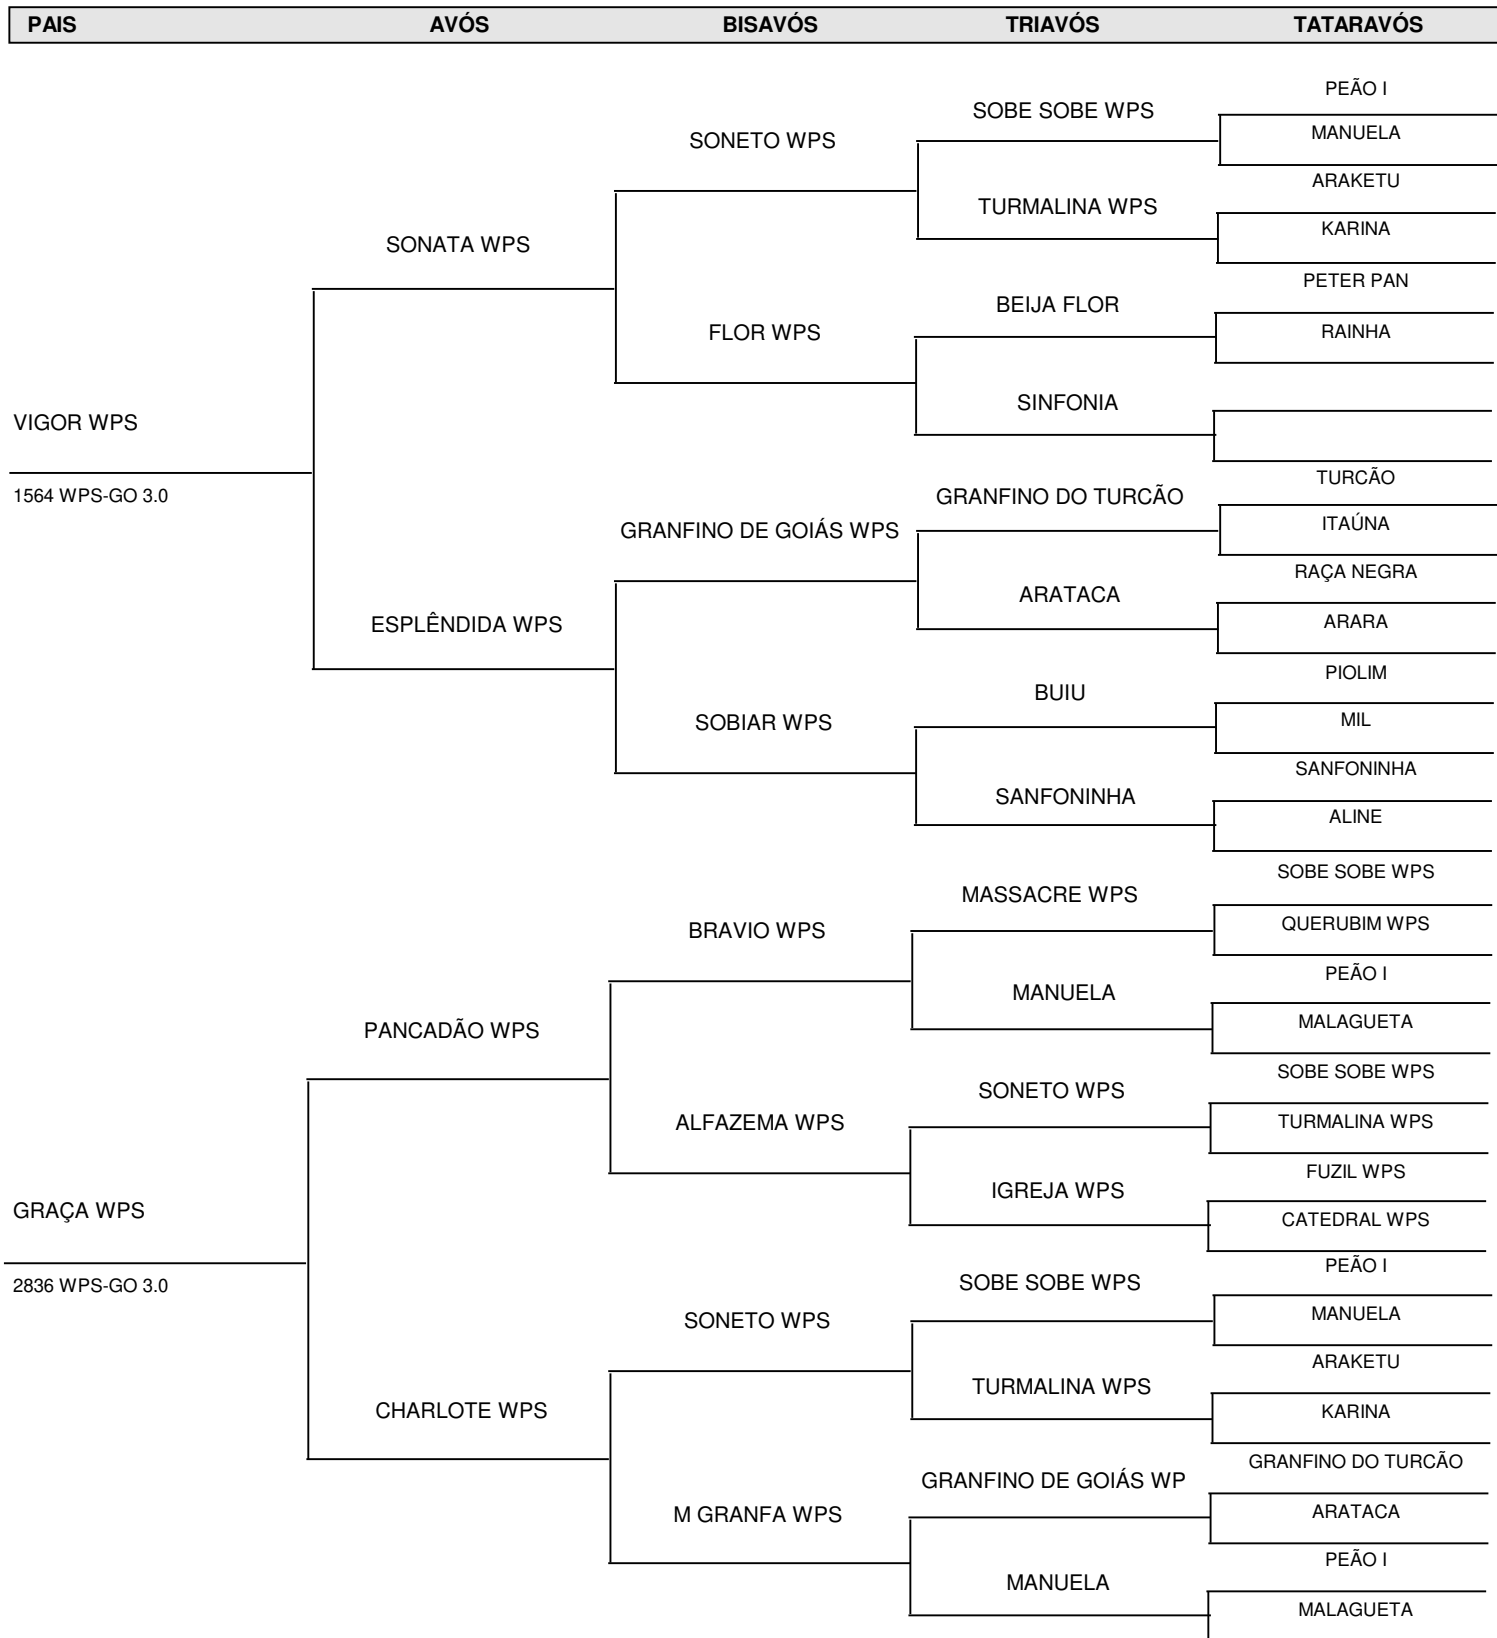 PAIS AVÓS BISAVÓS TRIAVÓS TATARAVÓS
PEÃO I
SOBE SOBE WPS
MANUELA
SONETO WPS
ARAKETU
TURMALINA WPS
KARINA
SONATA WPS
PETER PAN
BEIJA FLOR
RAINHA
FLOR WPS
SINFONIA
VIGOR WPS
TURCÃO
1564 WPS-GO 3.0
GRANFINO DO TURCÃO
ITAÚNA
GRANFINO DE GOIÁS WPS
RAÇA NEGRA
ARATACA
ARARA
ESPLÊNDIDA WPS
PIOLIM
BUIU
MIL
SOBIAR WPS
SANFONINHA
SANFONINHA
ALINE
SOBE SOBE WPS
MASSACRE WPS
QUERUBIM WPS
BRAVIO WPS
PEÃO I
MANUELA
MALAGUETA
PANCADÃO WPS
SOBE SOBE WPS
SONETO WPS
TURMALINA WPS
ALFAZEMA WPS
FUZIL WPS
IGREJA WPS
GRAÇA WPS
CATEDRAL WPS
PEÃO I
2836 WPS-GO 3.0
SOBE SOBE WPS
MANUELA
SONETO WPS
ARAKETU
TURMALINA WPS
CHARLOTE WPS
KARINA
GRANFINO DO TURCÃO
GRANFINO DE GOIÁS WP
ARATACA
M GRANFA WPS
PEÃO I
MANUELA
MALAGUETA